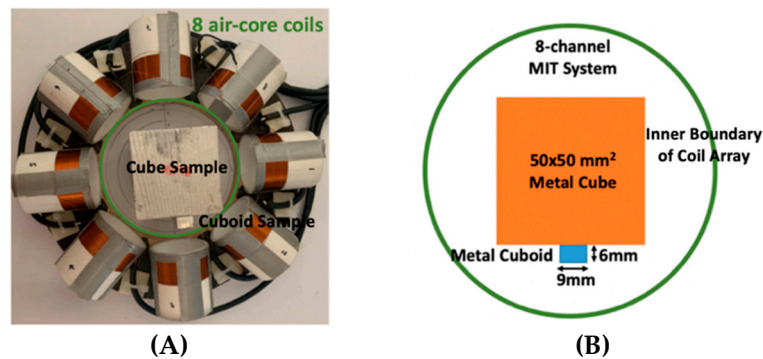 8 air-core coils
Cube Sample
Cuboid Sample
(A)
8-channel
MIT System
Inner Boundary
of Coil Array
50x50 mm²
Metal Cube
Metal Cuboid
6mm
9mm
(B)